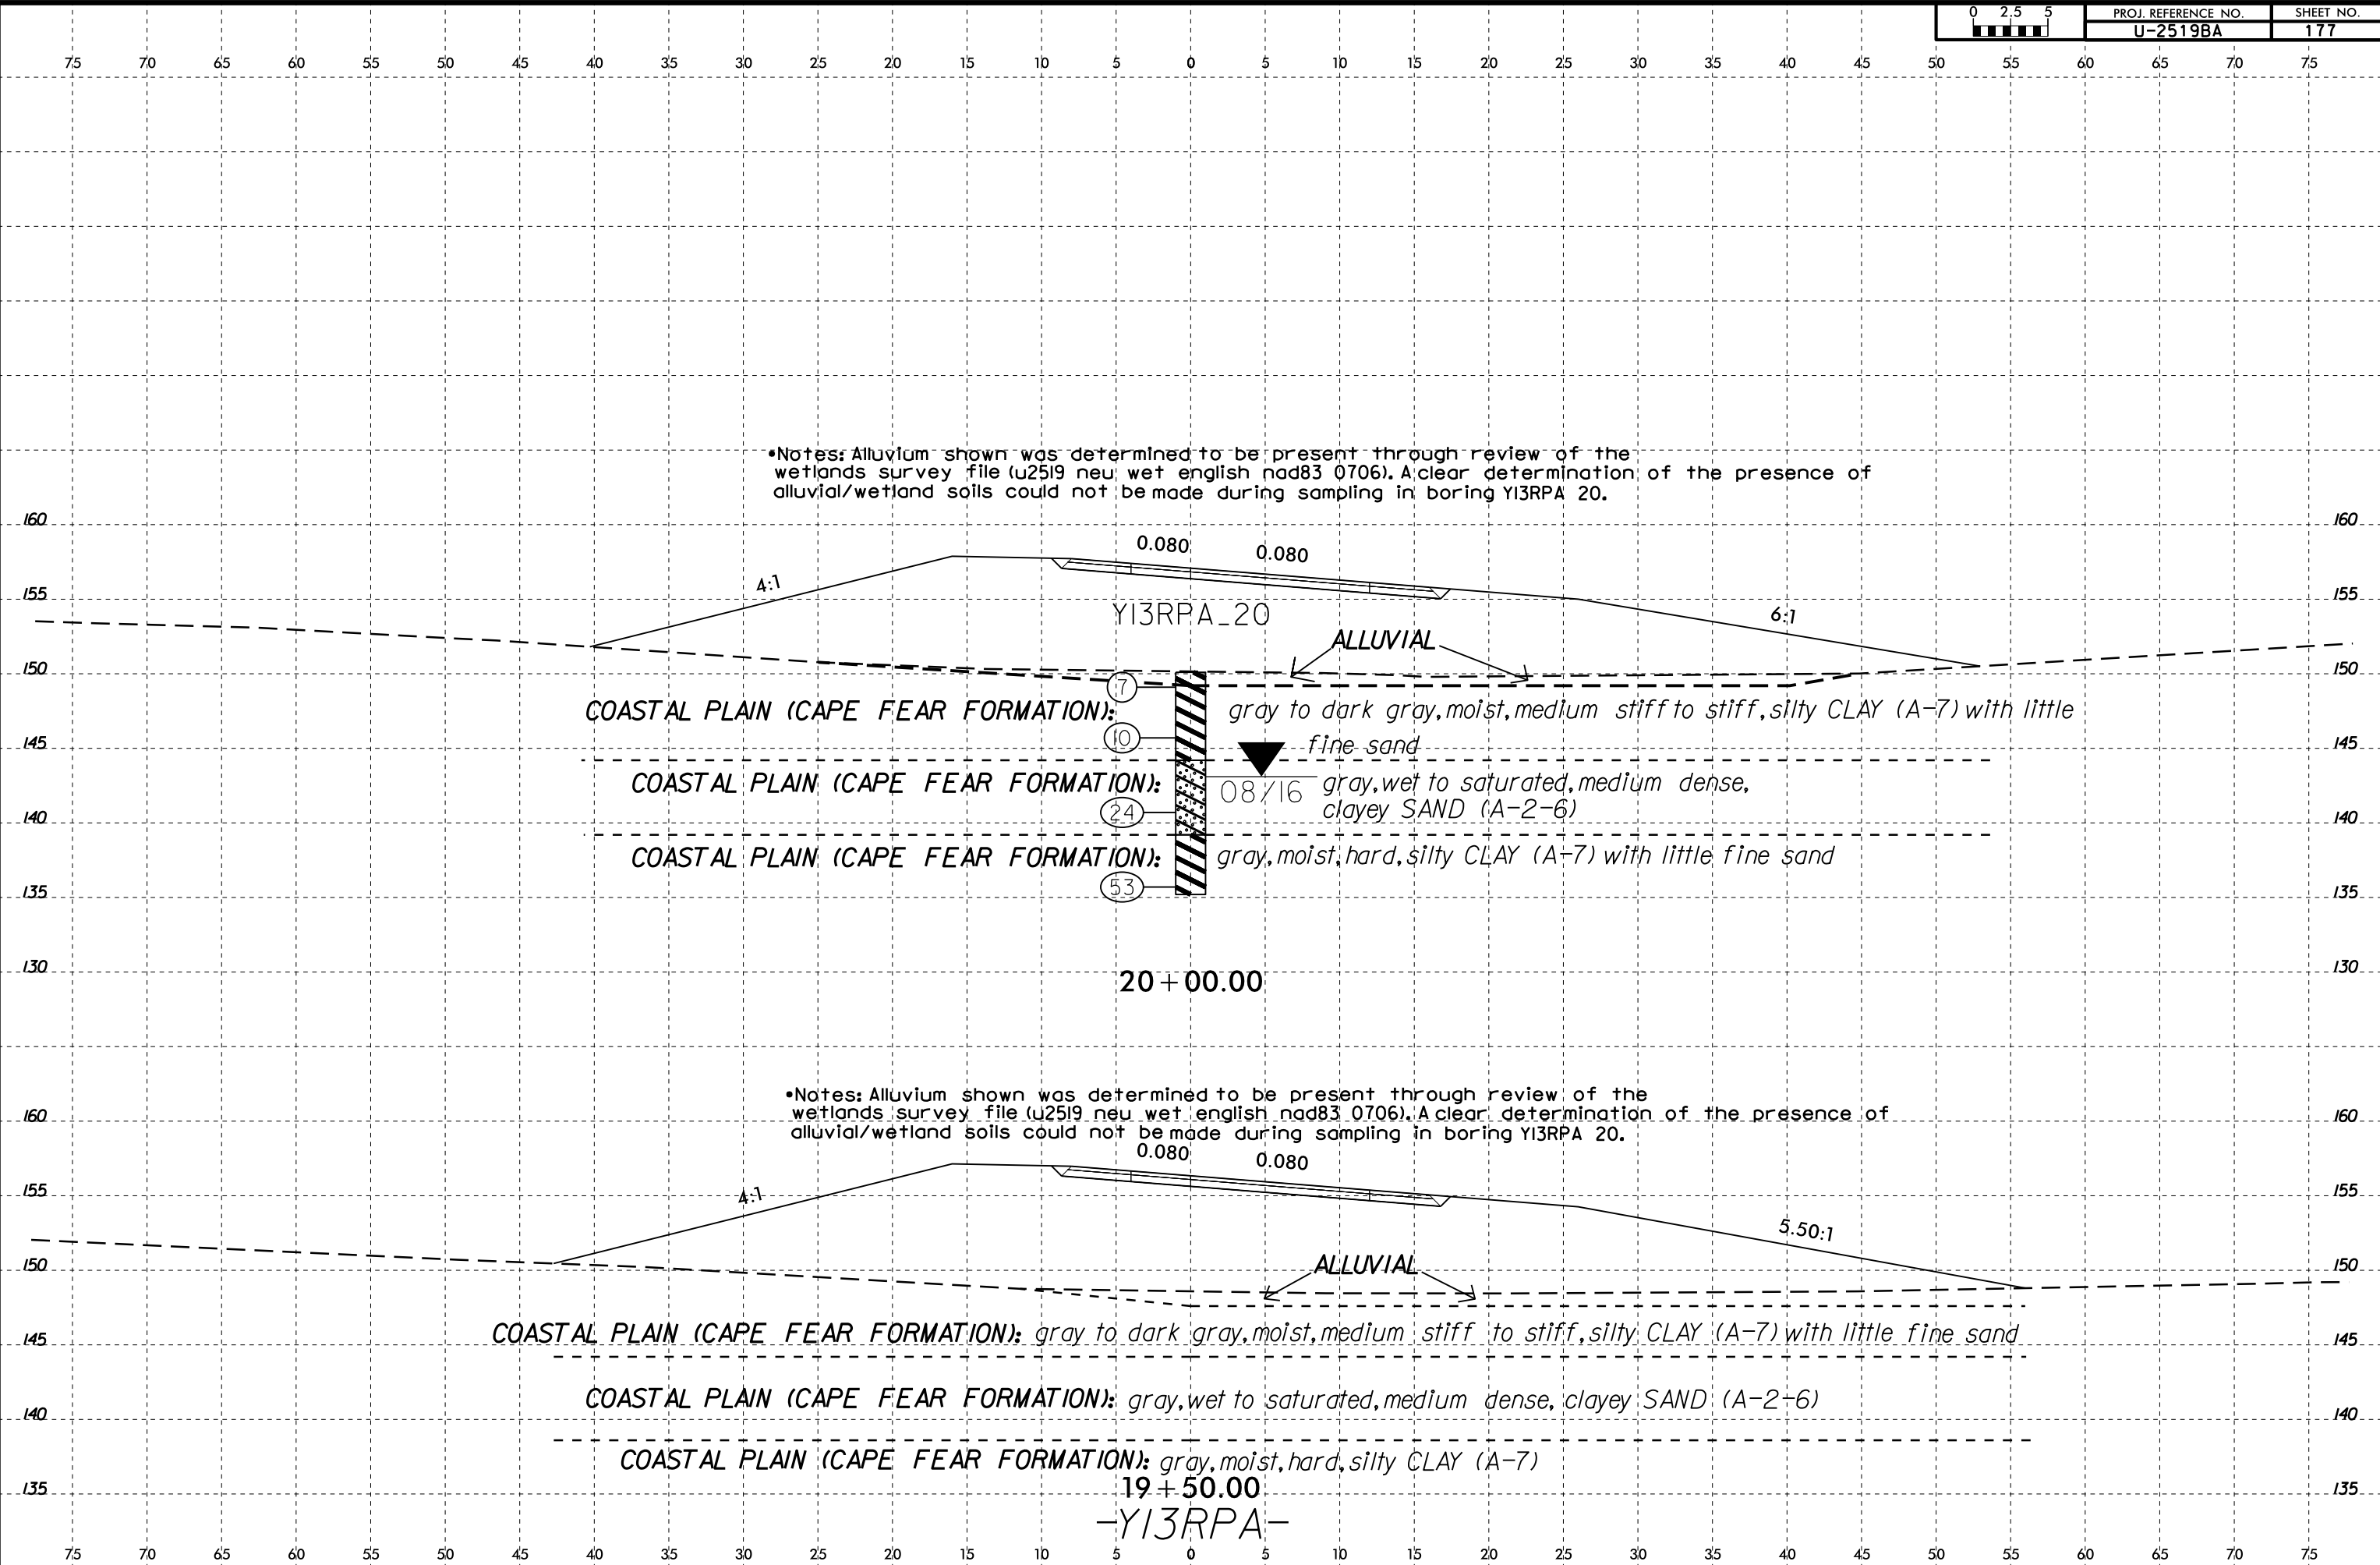 0 2.5 5
PROJ. REFERENCE NO.
SHEET NO.
U-2519BA
177
75 70 65 60 55 50 45 40 35 30 25 20 15 10 5 0 5 10 15 20 25 30 35 40 45 50 55 60 65 70 75
•Notes: Alluvium shown was determined to be present through review of the
wetlands survey file (u2519 neu wet english nad83 0706). A clear determination of the presence of
alluvial/wetland soils could not be made during sampling in boring Y13RPA 20.
160 160
0.080 0.080
4:1
155 155
Y13RPA_20
6:1
ALLUVIAL
150 150
7
COASTAL PLAIN (CAPE FEAR FORMATION): gray to dark gray, moist, medium stiff to stiff, silty CLAY (A-7) with little
10
fine sand
145 145
COASTAL PLAIN (CAPE FEAR FORMATION): gray, wet to saturated, medium dense,
08/16
clayey SAND (A-2-6)
24
140 140
COASTAL PLAIN (CAPE FEAR FORMATION): gray, moist, hard, silty CLAY (A-7) with little fine sand
53
135 135
130 130
20+00.00
•Notes: Alluvium shown was determined to be present through review of the
wetlands survey file (u2519 neu wet english nad83 0706). A clear determination of the presence of
alluvial/wetland soils could not be made during sampling in boring Y13RPA 20.
160 160
0.080 0.080
4:1
155 155
5.50:1
ALLUVIAL
150 150
COASTAL PLAIN (CAPE FEAR FORMATION): gray to dark gray, moist, medium stiff to stiff, silty CLAY (A-7) with little fine sand
145 145
COASTAL PLAIN (CAPE FEAR FORMATION): gray, wet to saturated, medium dense, clayey SAND (A-2-6)
140 140
COASTAL PLAIN (CAPE FEAR FORMATION): gray, moist, hard, silty CLAY (A-7)
135 135
19+50.00
-Y13RPA-
75 70 65 60 55 50 45 40 35 30 25 20 15 10 5 0 5 10 15 20 25 30 35 40 45 50 55 60 65 70 75